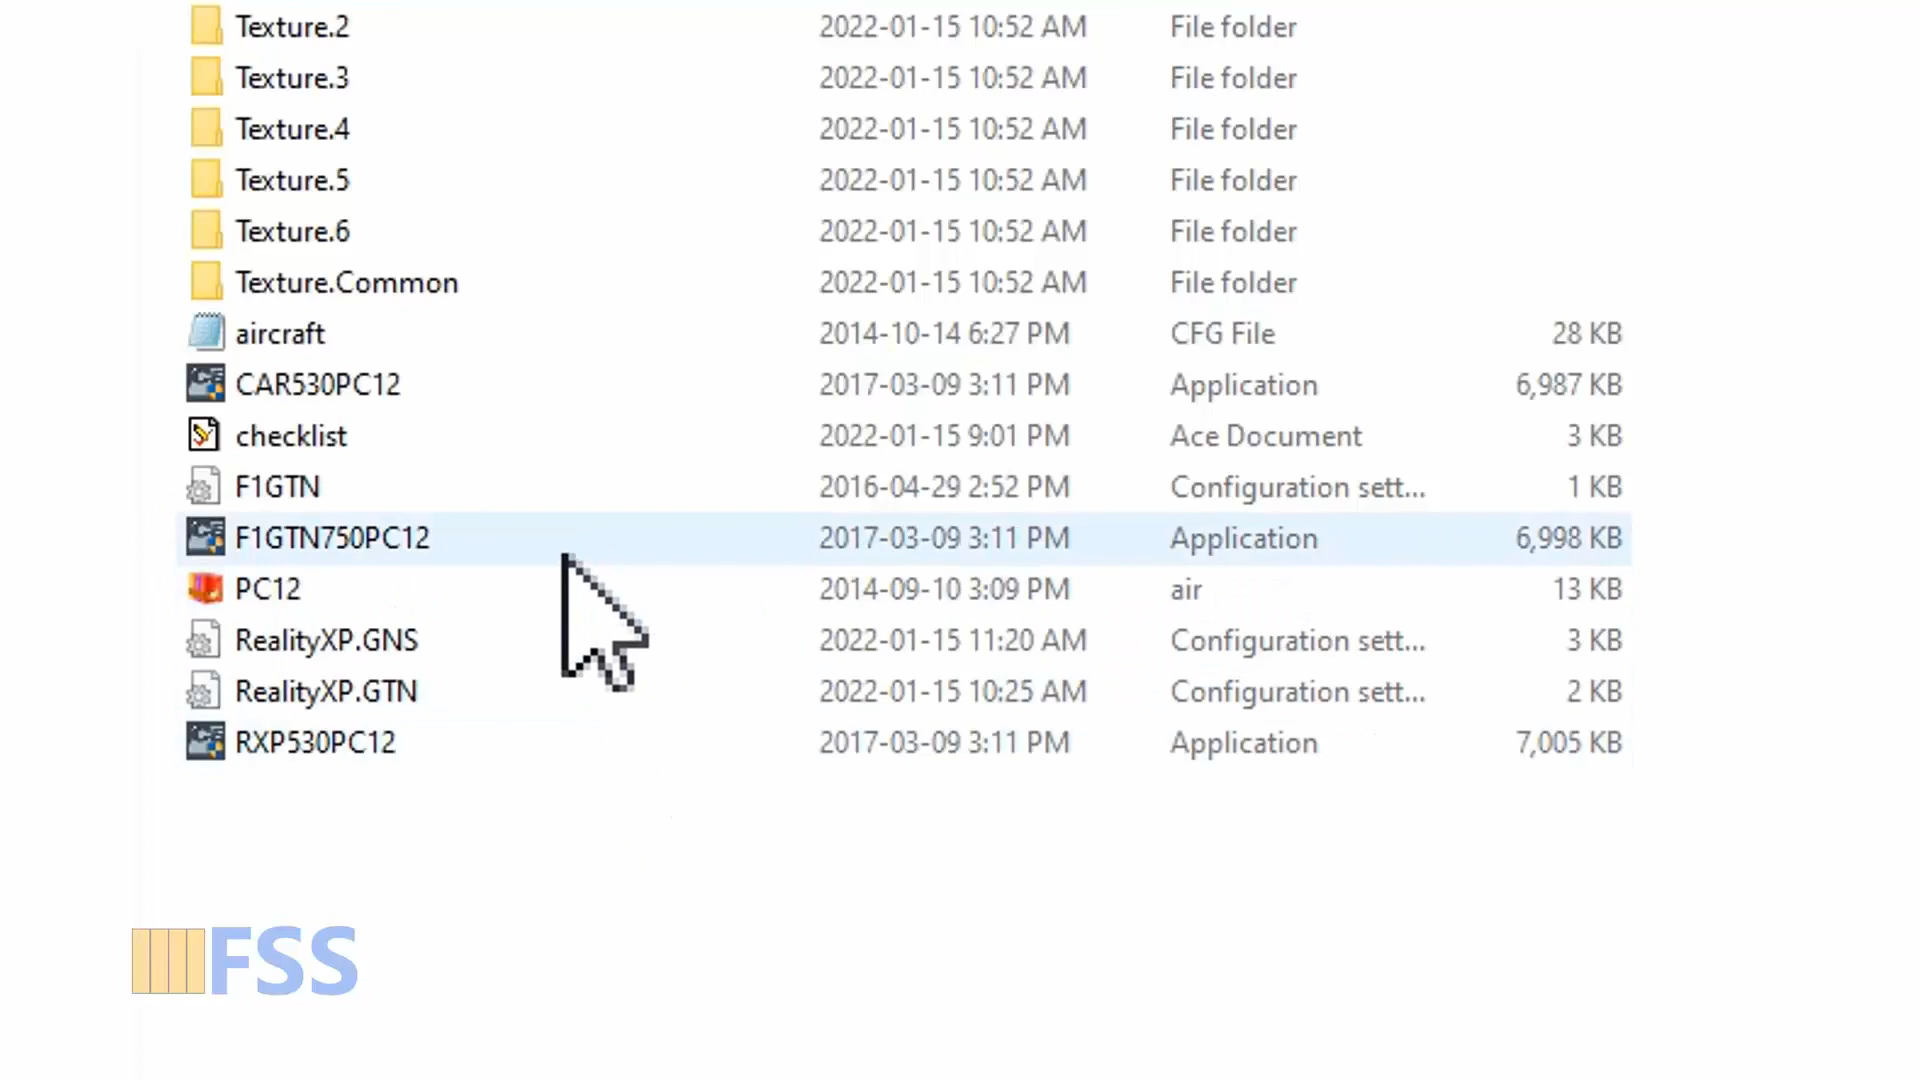 Texture.2 2022-01-15 10:52 AM File folder
Texture.3 2022-01-15 10:52 AM File folder
Texture.4 2022-01-15 10:52 AM File folder
Texture.5 2022-01-15 10:52 AM File folder
Texture.6 2022-01-15 10:52 AM File folder
Texture.Common 2022-01-15 10:52 AM File folder
aircraft 2014-10-14 6:27 PM CFG File 28 KB
CAR530PC12 2017-03-09 3:11 PM Application 6,987 KB
checklist 2022-01-15 9:01 PM Ace Document 3 KB
F1GTN 2016-04-29 2:52 PM Configuration sett... 1 KB
F1GTN750PC12 2017-03-09 3:11 PM Application 6,998 KB
PC12 2014-09-10 3:09 PM air 13 KB
RealityXP.GNS 2022-01-15 11:20 AM Configuration sett... 3 KB
RealityXP.GTN 2022-01-15 10:25 AM Configuration sett... 2 KB
RXP530PC12 2017-03-09 3:11 PM Application 7,005 KB
FSS